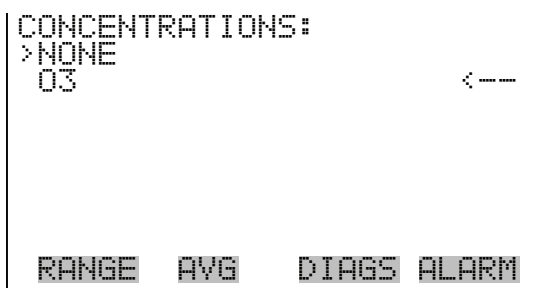 CONCENTRATIONS:
>NONE
O3 <--
RANGE AVG DIAGS ALARM